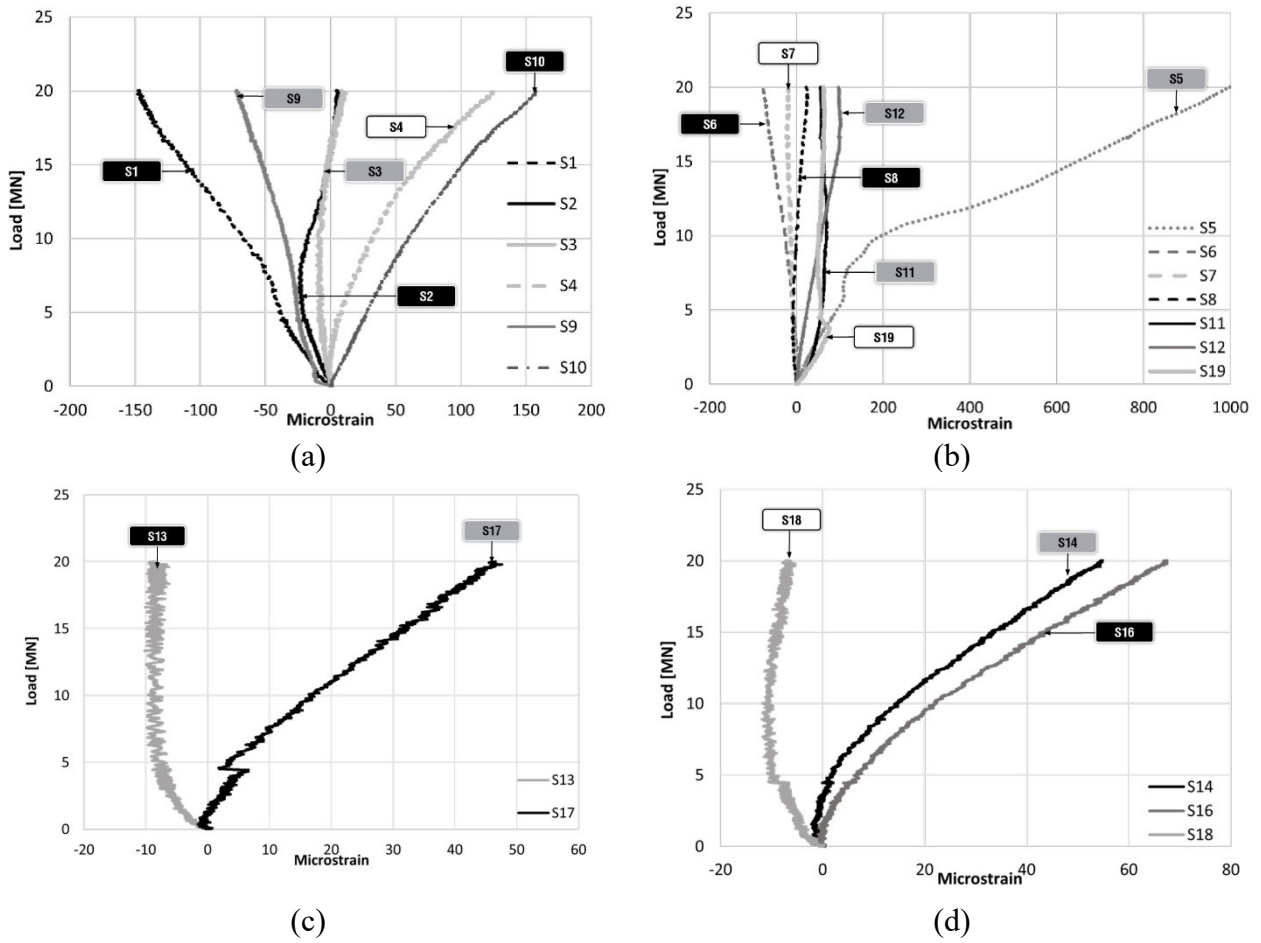 25
20
15
10
5
0
Load [MN]
-200
-150
-100
-50
0
50
100
150
200
Microstrain
S1
S9
S2
S3
S4
S10
S1
S2
S3
S4
S9
S10
(a)
25
20
15
10
5
0
Load [MN]
-200
0
200
400
600
800
1000
Microstrain
S7
S6
S12
S5
S8
S11
S19
S5
S6
S7
S8
S11
S12
S19
(b)
25
20
15
10
5
0
Load [MN]
-20
-10
0
10
20
30
40
50
60
Microstrain
S13
S17
S13
S17
(c)
25
20
15
10
5
0
Load [MN]
-20
0
20
40
60
80
Microstrain
S18
S14
S16
S14
S16
S18
(d)